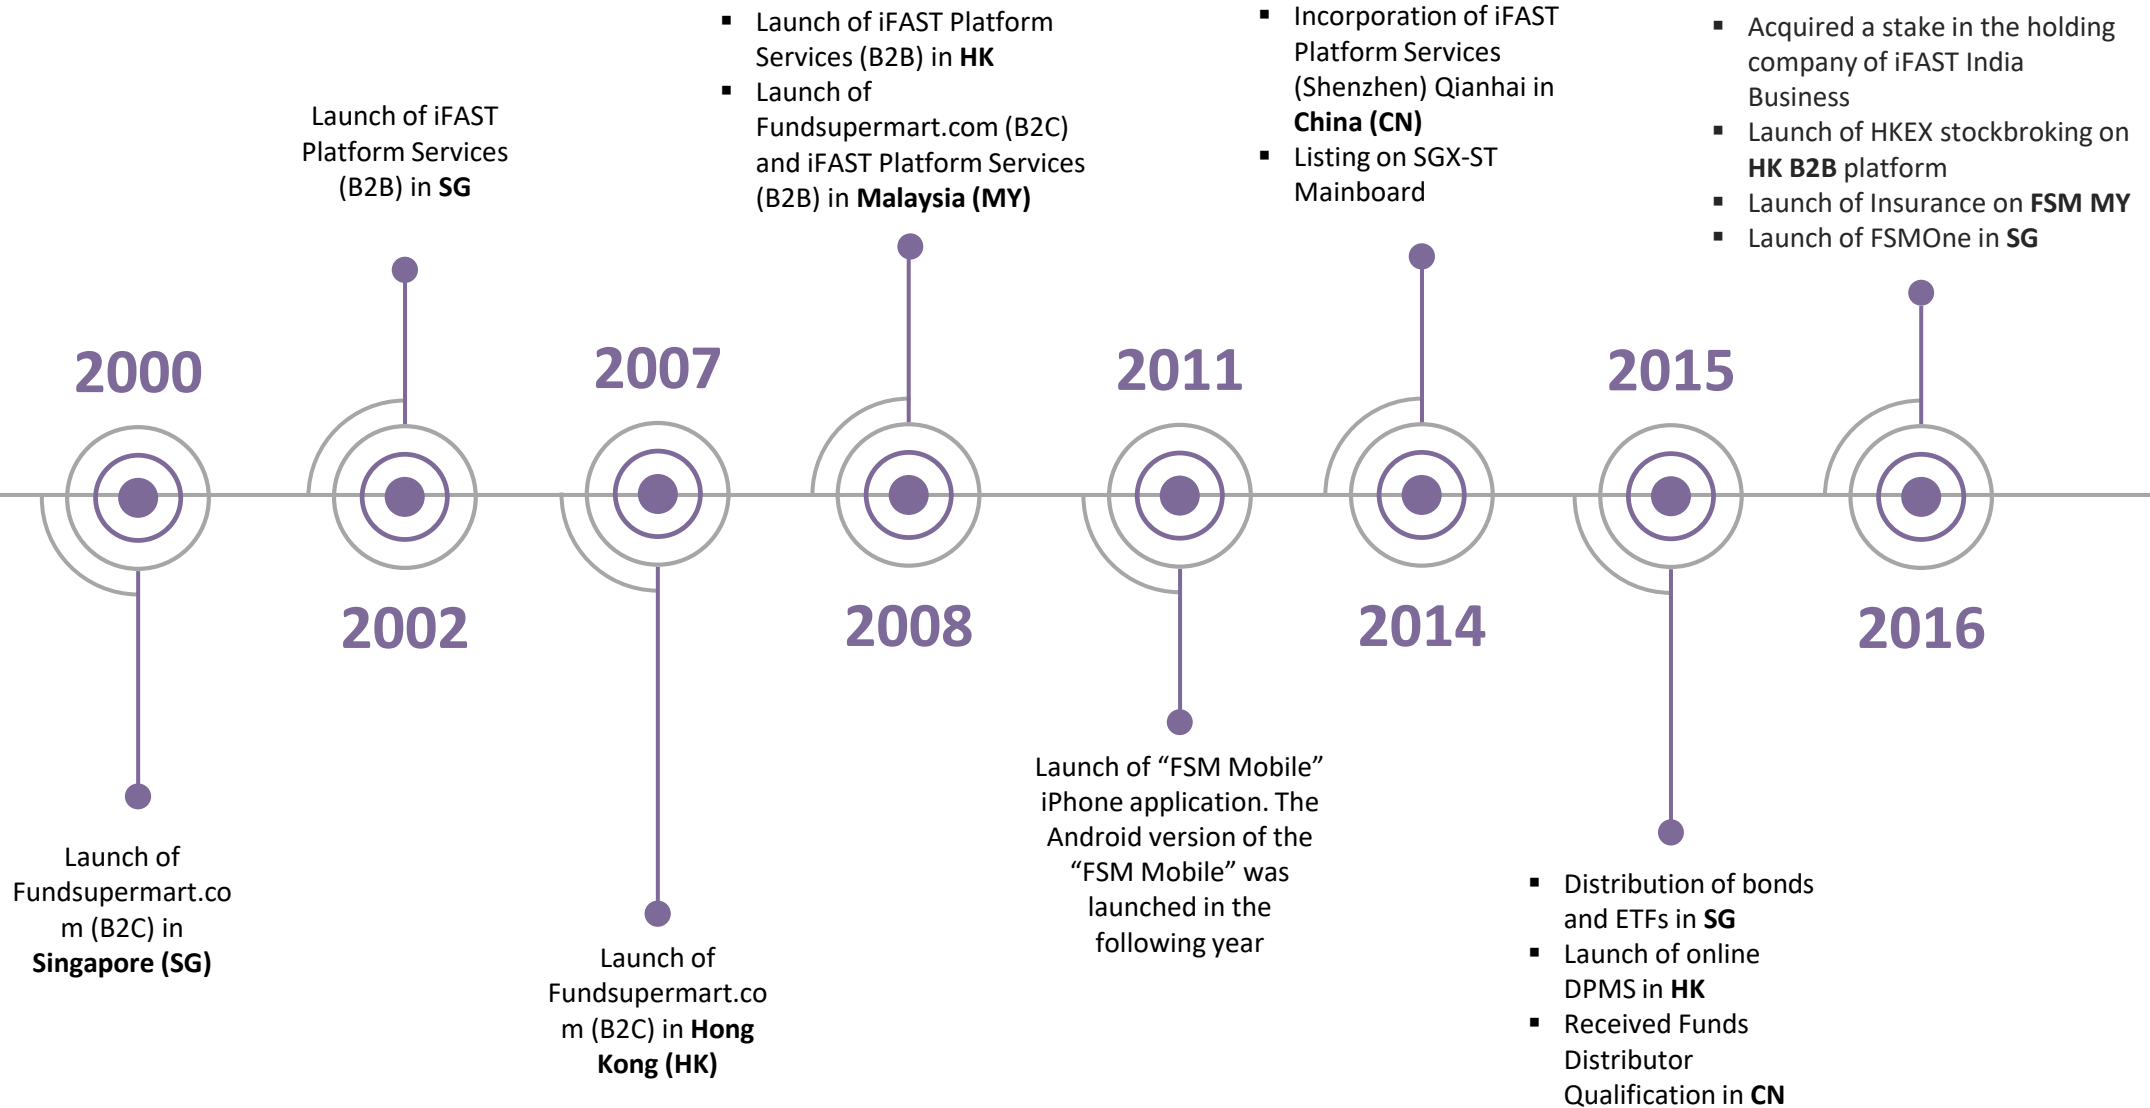 2000
Launch of
Fundsupermart.co
m (B2C) in
Singapore (SG)
Launch of iFAST
Platform Services
(B2B) in SG
2002
2007
Launch of
Fundsupermart.co
m (B2C) in Hong
Kong (HK)
▪ Launch of iFAST Platform
Services (B2B) in HK
▪ Launch of
Fundsupermart.com (B2C)
and iFAST Platform Services
(B2B) in Malaysia (MY)
2008
2011
Launch of “FSM Mobile”
iPhone application. The
Android version of the
“FSM Mobile” was
launched in the
following year
▪ Incorporation of iFAST
Platform Services
(Shenzhen) Qianhai in
China (CN)
▪ Listing on SGX-ST
Mainboard
2014
2015
▪ Distribution of bonds
and ETFs in SG
▪ Launch of online
DPMS in HK
▪ Received Funds
Distributor
Qualification in CN
▪ Acquired a stake in the holding
company of iFAST India
Business
▪ Launch of HKEX stockbroking on
HK B2B platform
▪ Launch of Insurance on FSM MY
▪ Launch of FSMOne in SG
2016